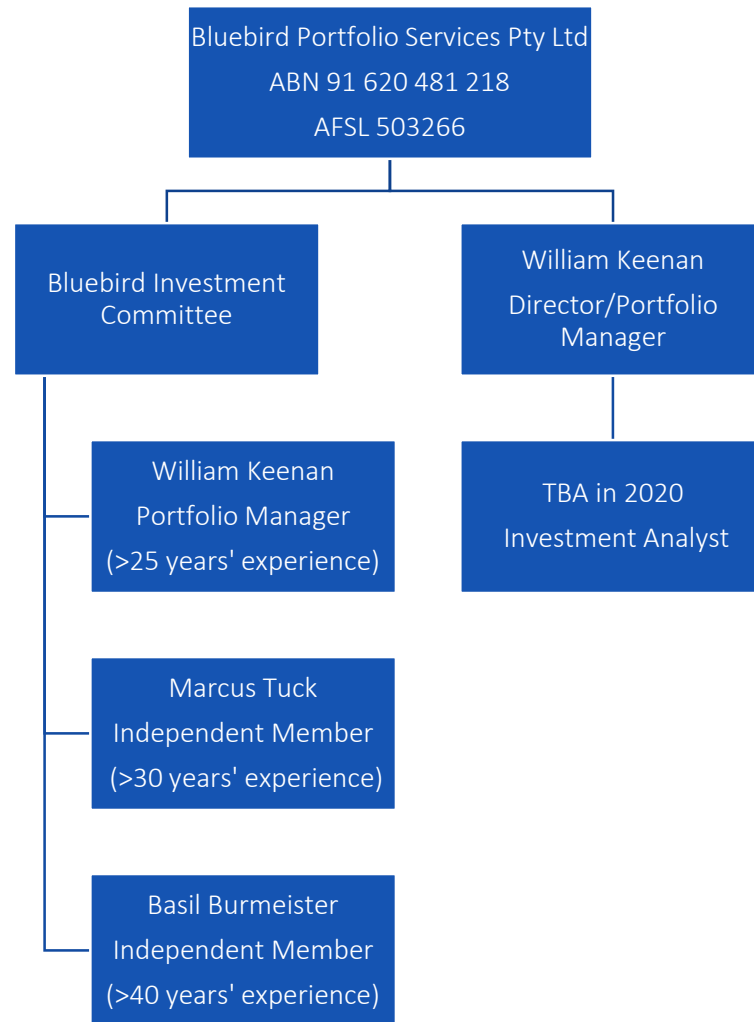 Bluebird Portfolio Services Pty Ltd
ABN 91 620 481 218
AFSL 503266
Bluebird Investment
Committee
William Keenan
Director/Portfolio
Manager
William Keenan
Portfolio Manager
(>25 years' experience)
TBA in 2020
Investment Analyst
Marcus Tuck
Independent Member
(>30 years' experience)
Basil Burmeister
Independent Member
(>40 years' experience)